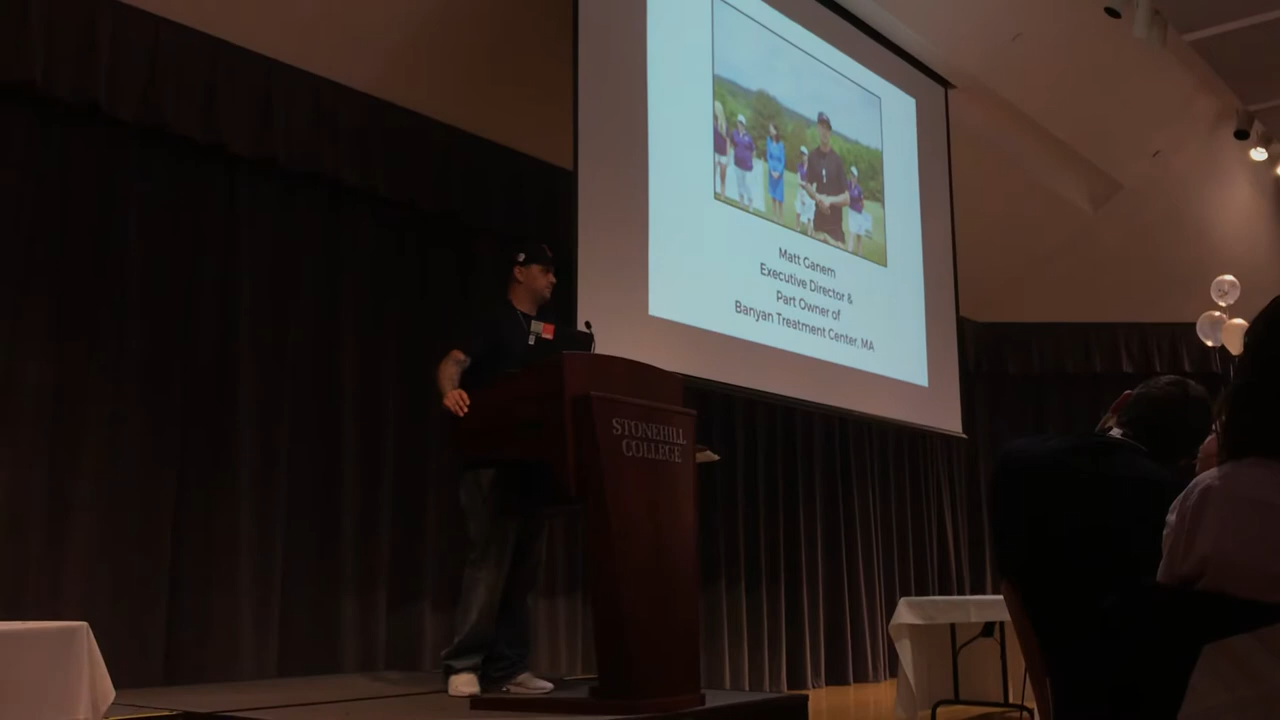 Matt Ganem
Executive Director &
Part Owner of
Banyan Treatment Center, MA
STONEHILL
COLLEGE